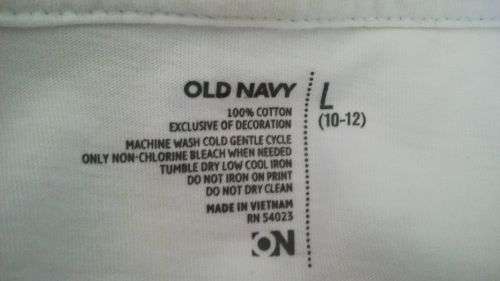 OLD NAVY
100% COTTON
EXCLUSIVE OF DECORATION
MACHINE WASH COLD GENTLE CYCLE
ONLY NON-CHLORINE BLEACH WHEN NEEDED
TUMBLE DRY LOW COOL IRON
DO NOT IRON ON PRINT
DO NOT DRY CLEAN
MADE IN VIETNAM
RN 54023
ON
L
(10-12)